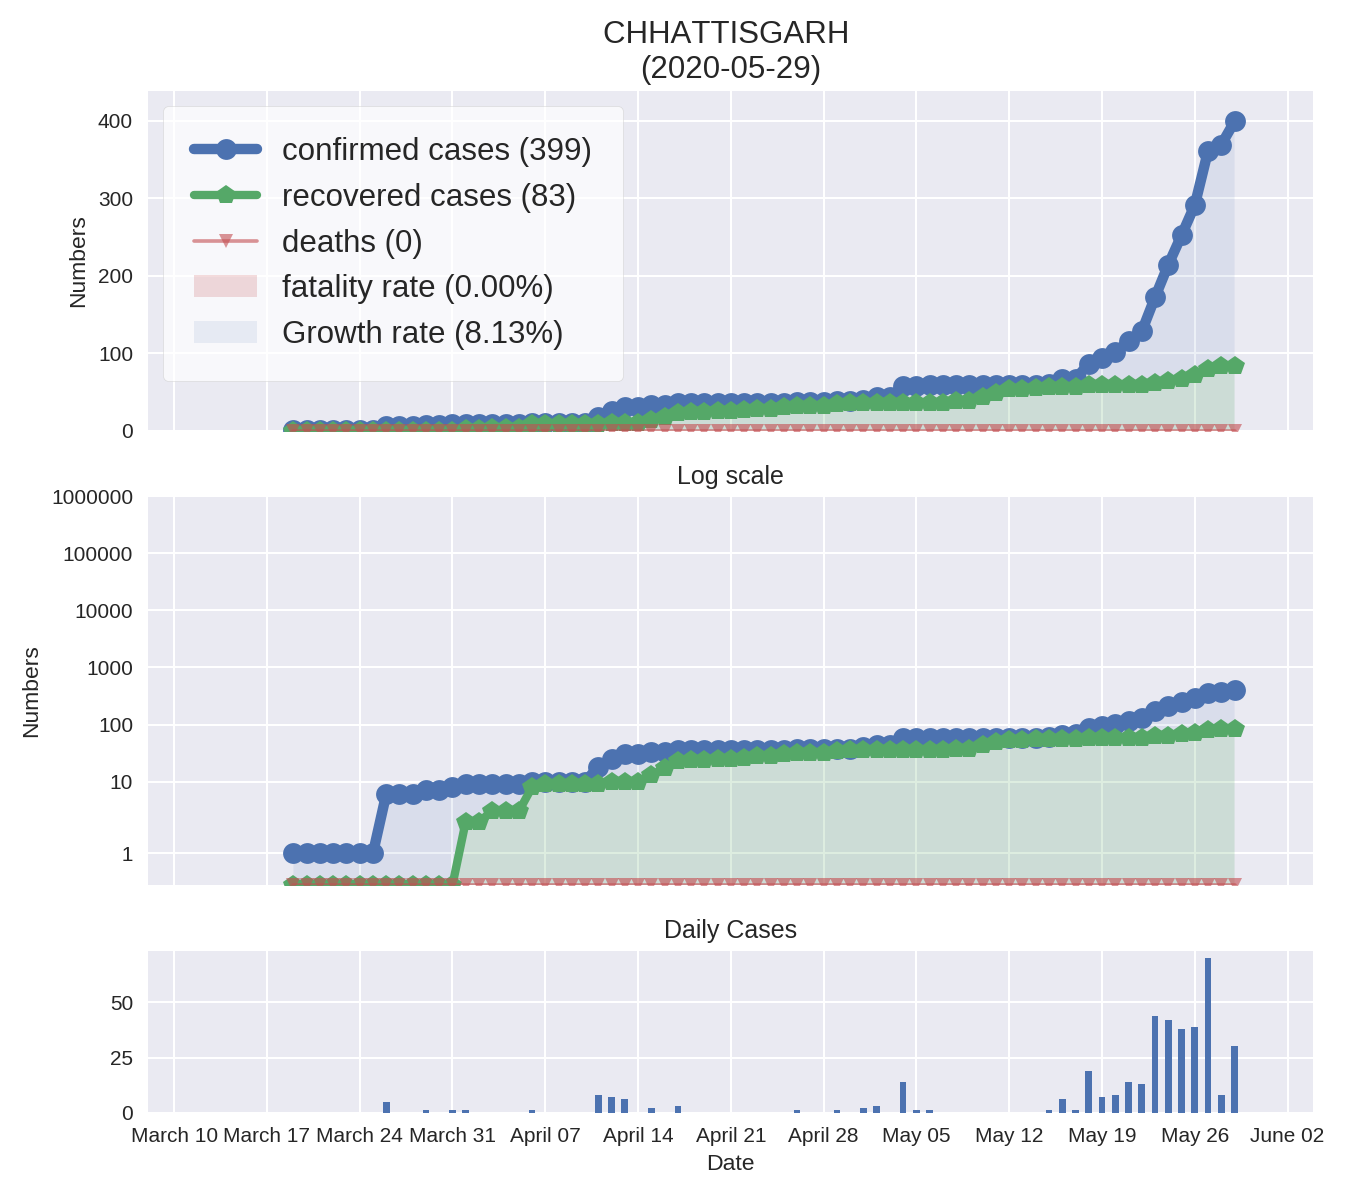 CHHATTISGARH
(2020-05-29)
Numbers
400
300
200
100
0
confirmed cases (399)
recovered cases (83)
deaths (0)
fatality rate (0.00%)
Growth rate (8.13%)
Log scale
Numbers
1000000
100000
10000
1000
100
10
1
Daily Cases
50
25
0
March 10 March 17 March 24 March 31 April 07 April 14 April 21 April 28 May 05 May 12 May 19 May 26 June 02
Date